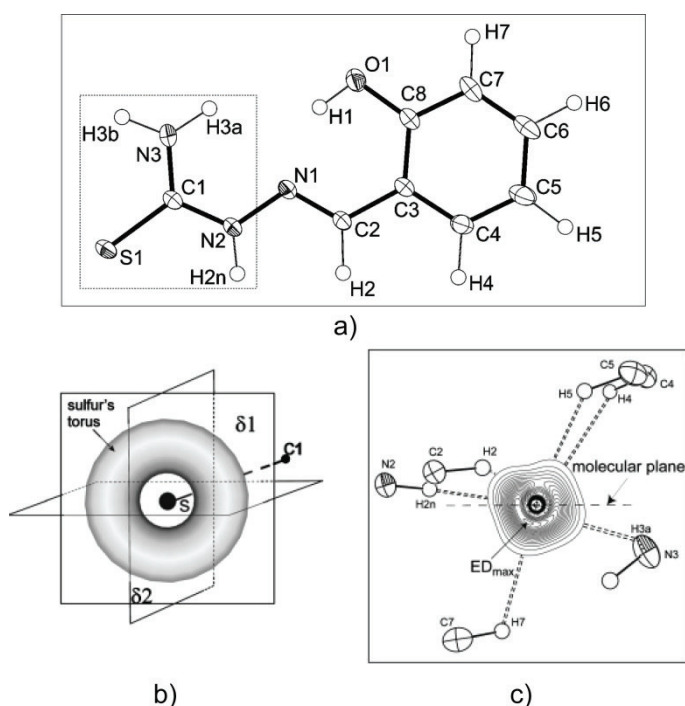 H7
O1
C7
H1
C8
H6
H3b
H3a
C6
N3
N1
C1
C3
C5
N2
C2
C4
S1
H5
H2n
H2
H4
a)
sulfur's
torus
δ1
C1
S
δ2
b)
C5
C4
H5
H4
C2
H2
N2
molecular plane
H2n
H3a
ED max
N3
C7
H7
c)